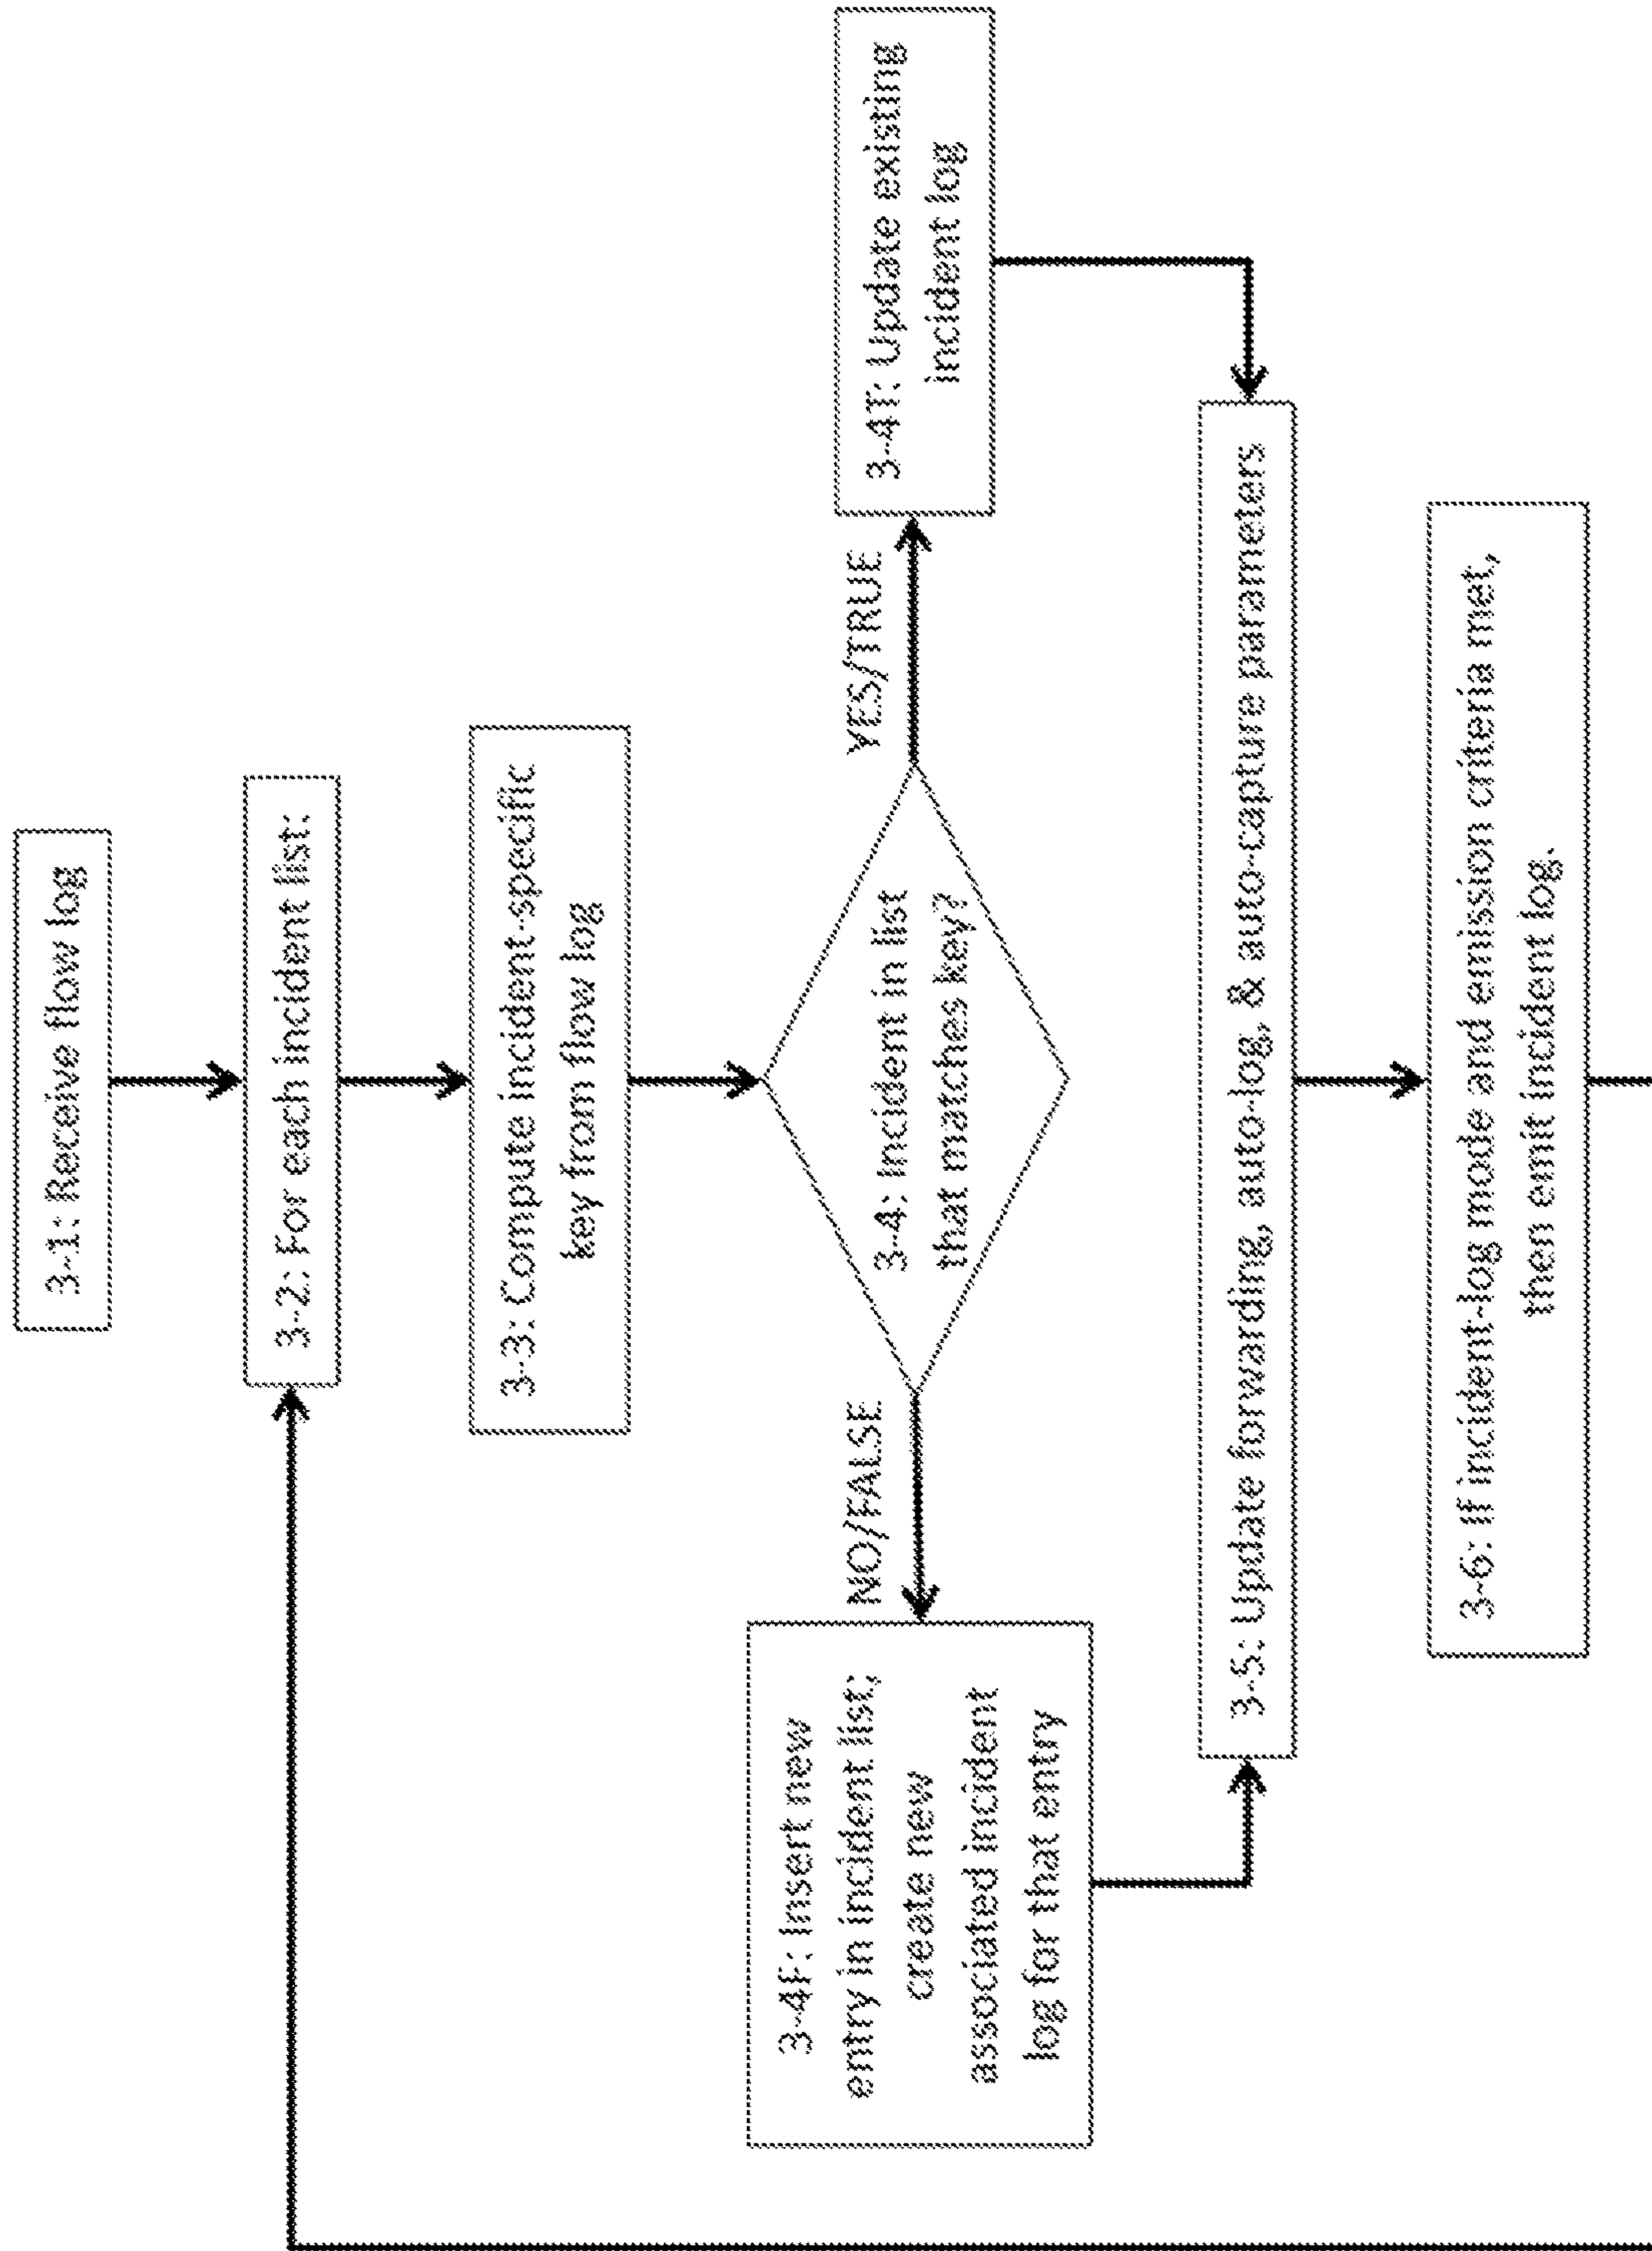 3-1: Receive flow log
3-2: For each incident list:
3-3: Compute incident-specific
key from flow log
3-4: Incident in list
that matches key?
NO/FALSE
YES/TRUE
3-4F: Insert new
entry in incident list;
create new
associated incident
log for that entry
3-4T: Update existing
incident log
3-5: Update forwarding, auto-log, & auto-capture parameters
3-6: If incident-log mode and emission criteria met,
then emit incident log.